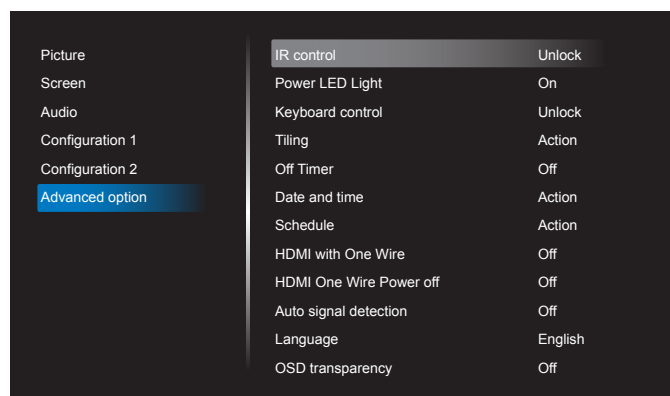 Picture
Screen
Audio
Configuration 1
Configuration 2
Advanced option
IR control Unlock
Power LED Light On
Keyboard control Unlock
Tiling Action
Off Timer Off
Date and time Action
Schedule Action
HDMI with One Wire Off
HDMI One Wire Power off Off
Auto signal detection Off
Language English
OSD transparency Off